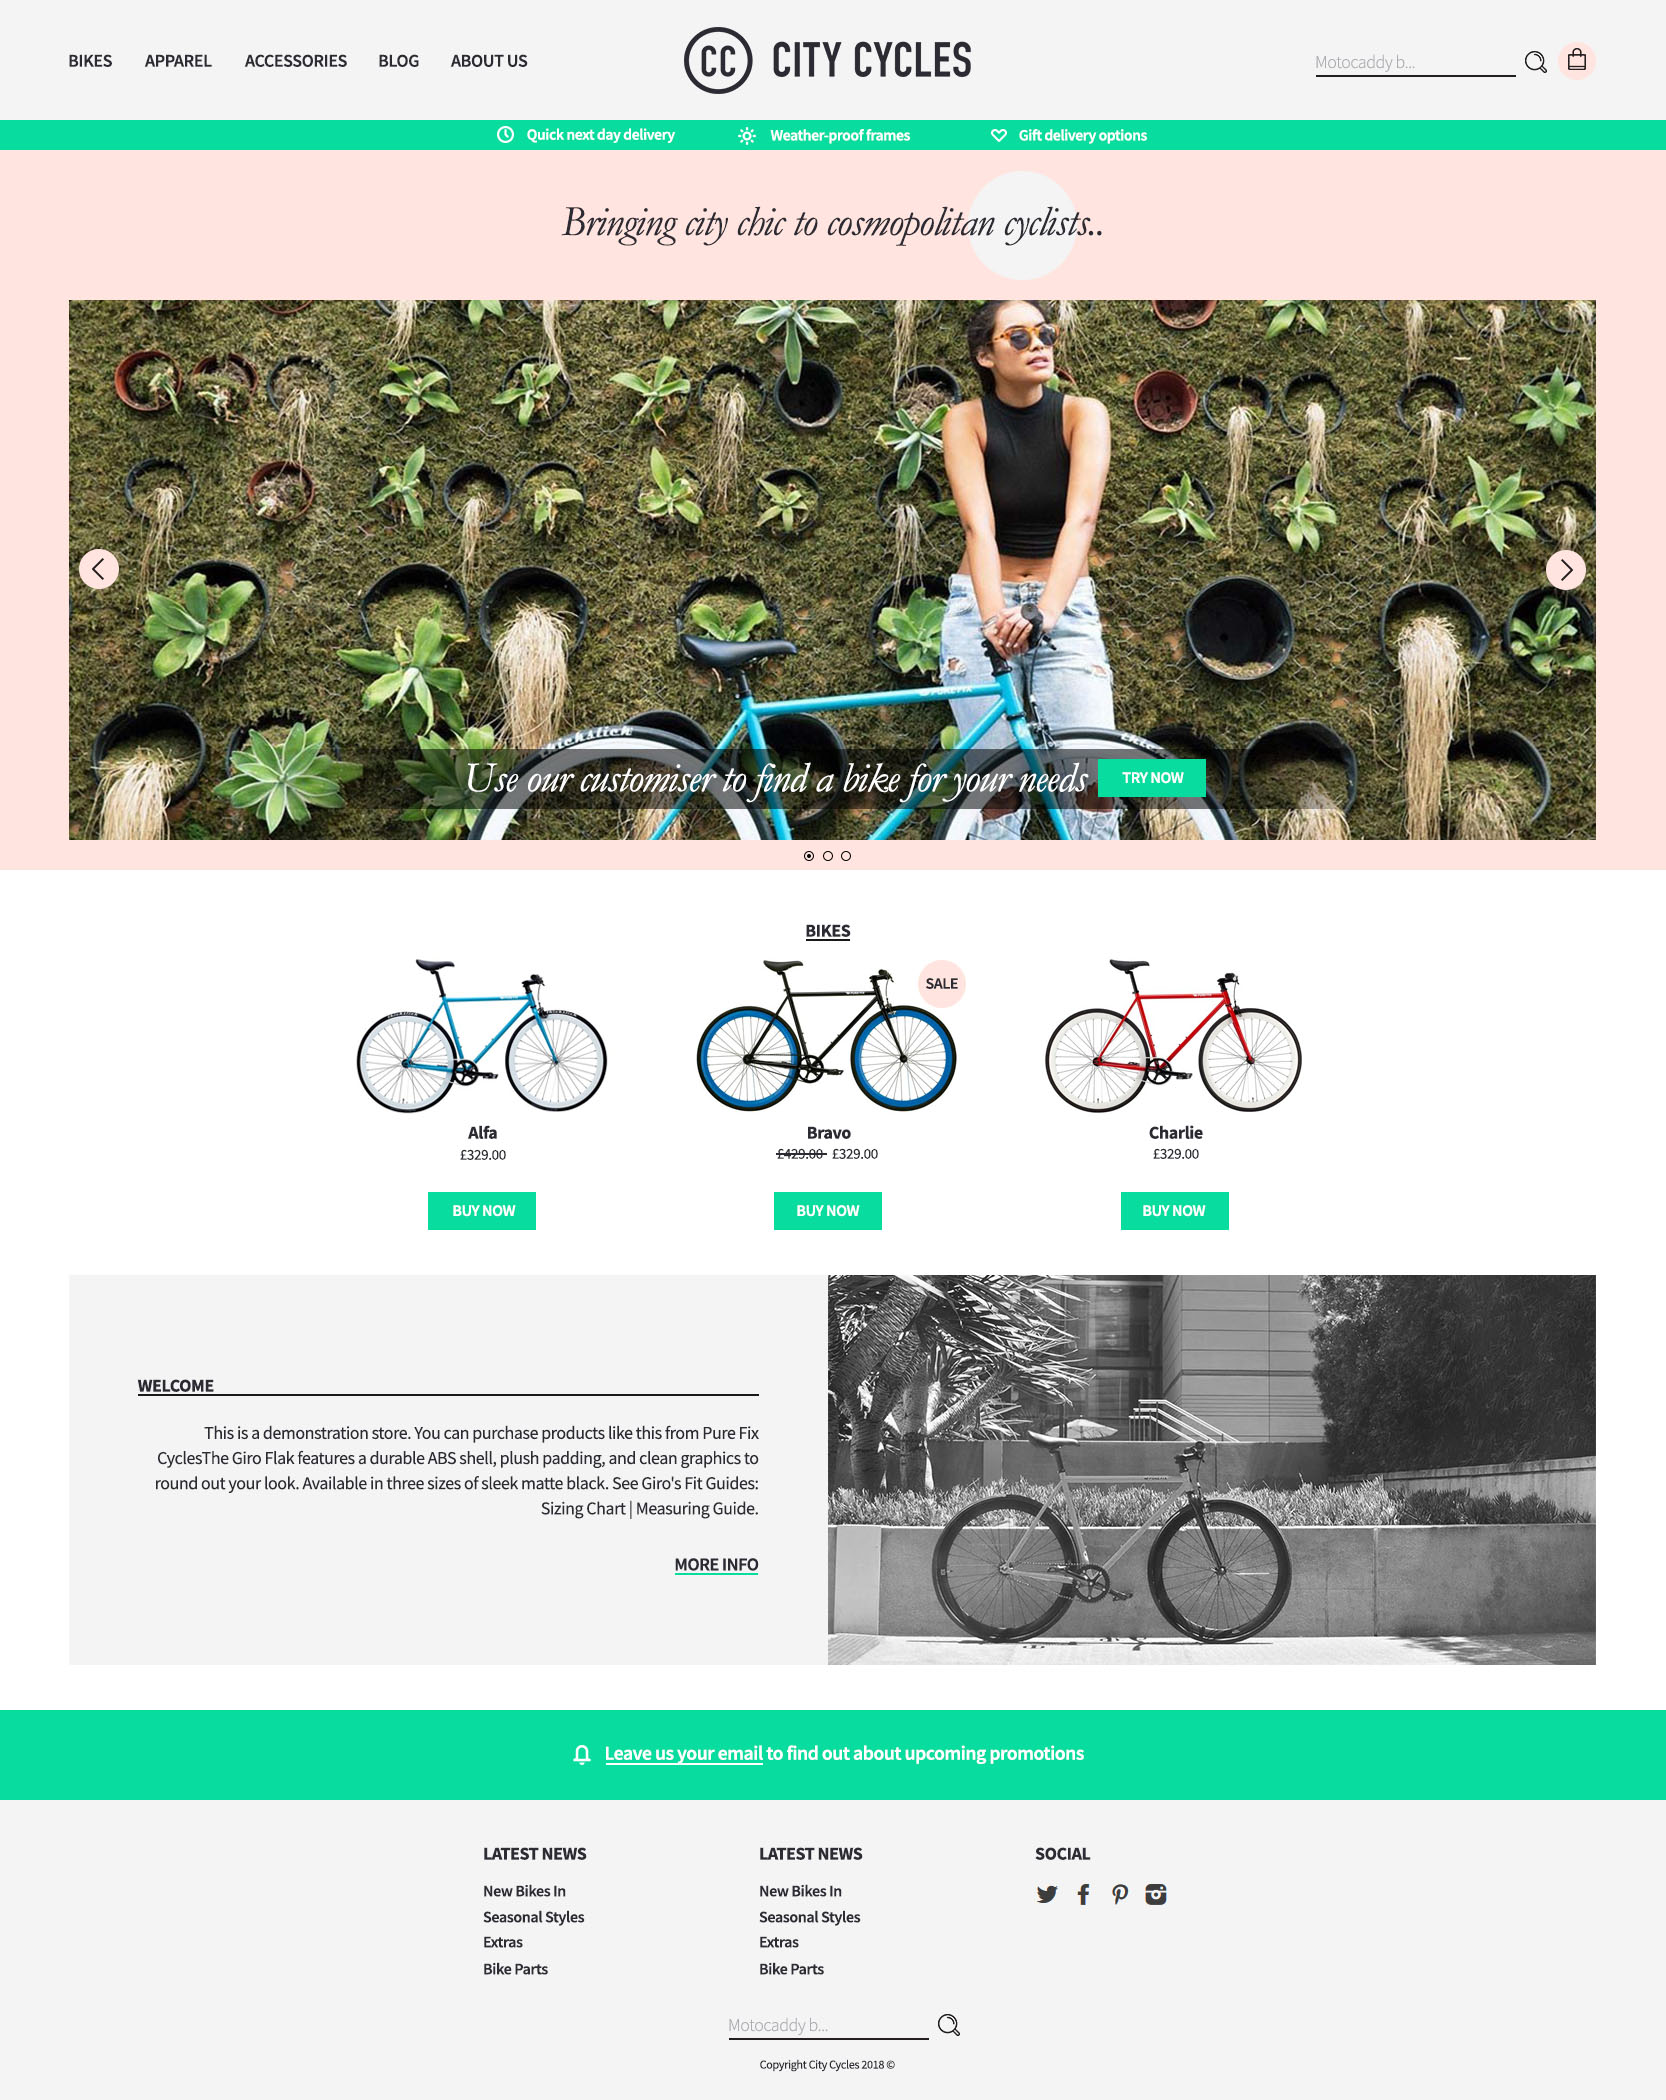 BIKES APPAREL ACCESSORIES BLOG ABOUT US
CC CITY CYCLES
Motocaddy b...
Quick next day delivery
Weather-proof frames
Gift delivery options
Bringing city chic to cosmopolitan cyclists..
PUREFIX
Use our customiser to find a bike for your needs
TRY NOW
BIKES
SALE
Alfa
£329.00
BUY NOW
Bravo
£429.00 £329.00
BUY NOW
Charlie
£329.00
BUY NOW
WELCOME
This is a demonstration store. You can purchase products like this from Pure Fix
CyclesThe Giro Flak features a durable ABS shell, plush padding, and clean graphics to
round out your look. Available in three sizes of sleek matte black. See Giro's Fit Guides:
Sizing Chart | Measuring Guide.
MORE INFO
Leave us your email to find out about upcoming promotions
LATEST NEWS
New Bikes In
Seasonal Styles
Extras
Bike Parts
LATEST NEWS
New Bikes In
Seasonal Styles
Extras
Bike Parts
SOCIAL
Motocaddy b...
Copyright City Cycles 2018 ©